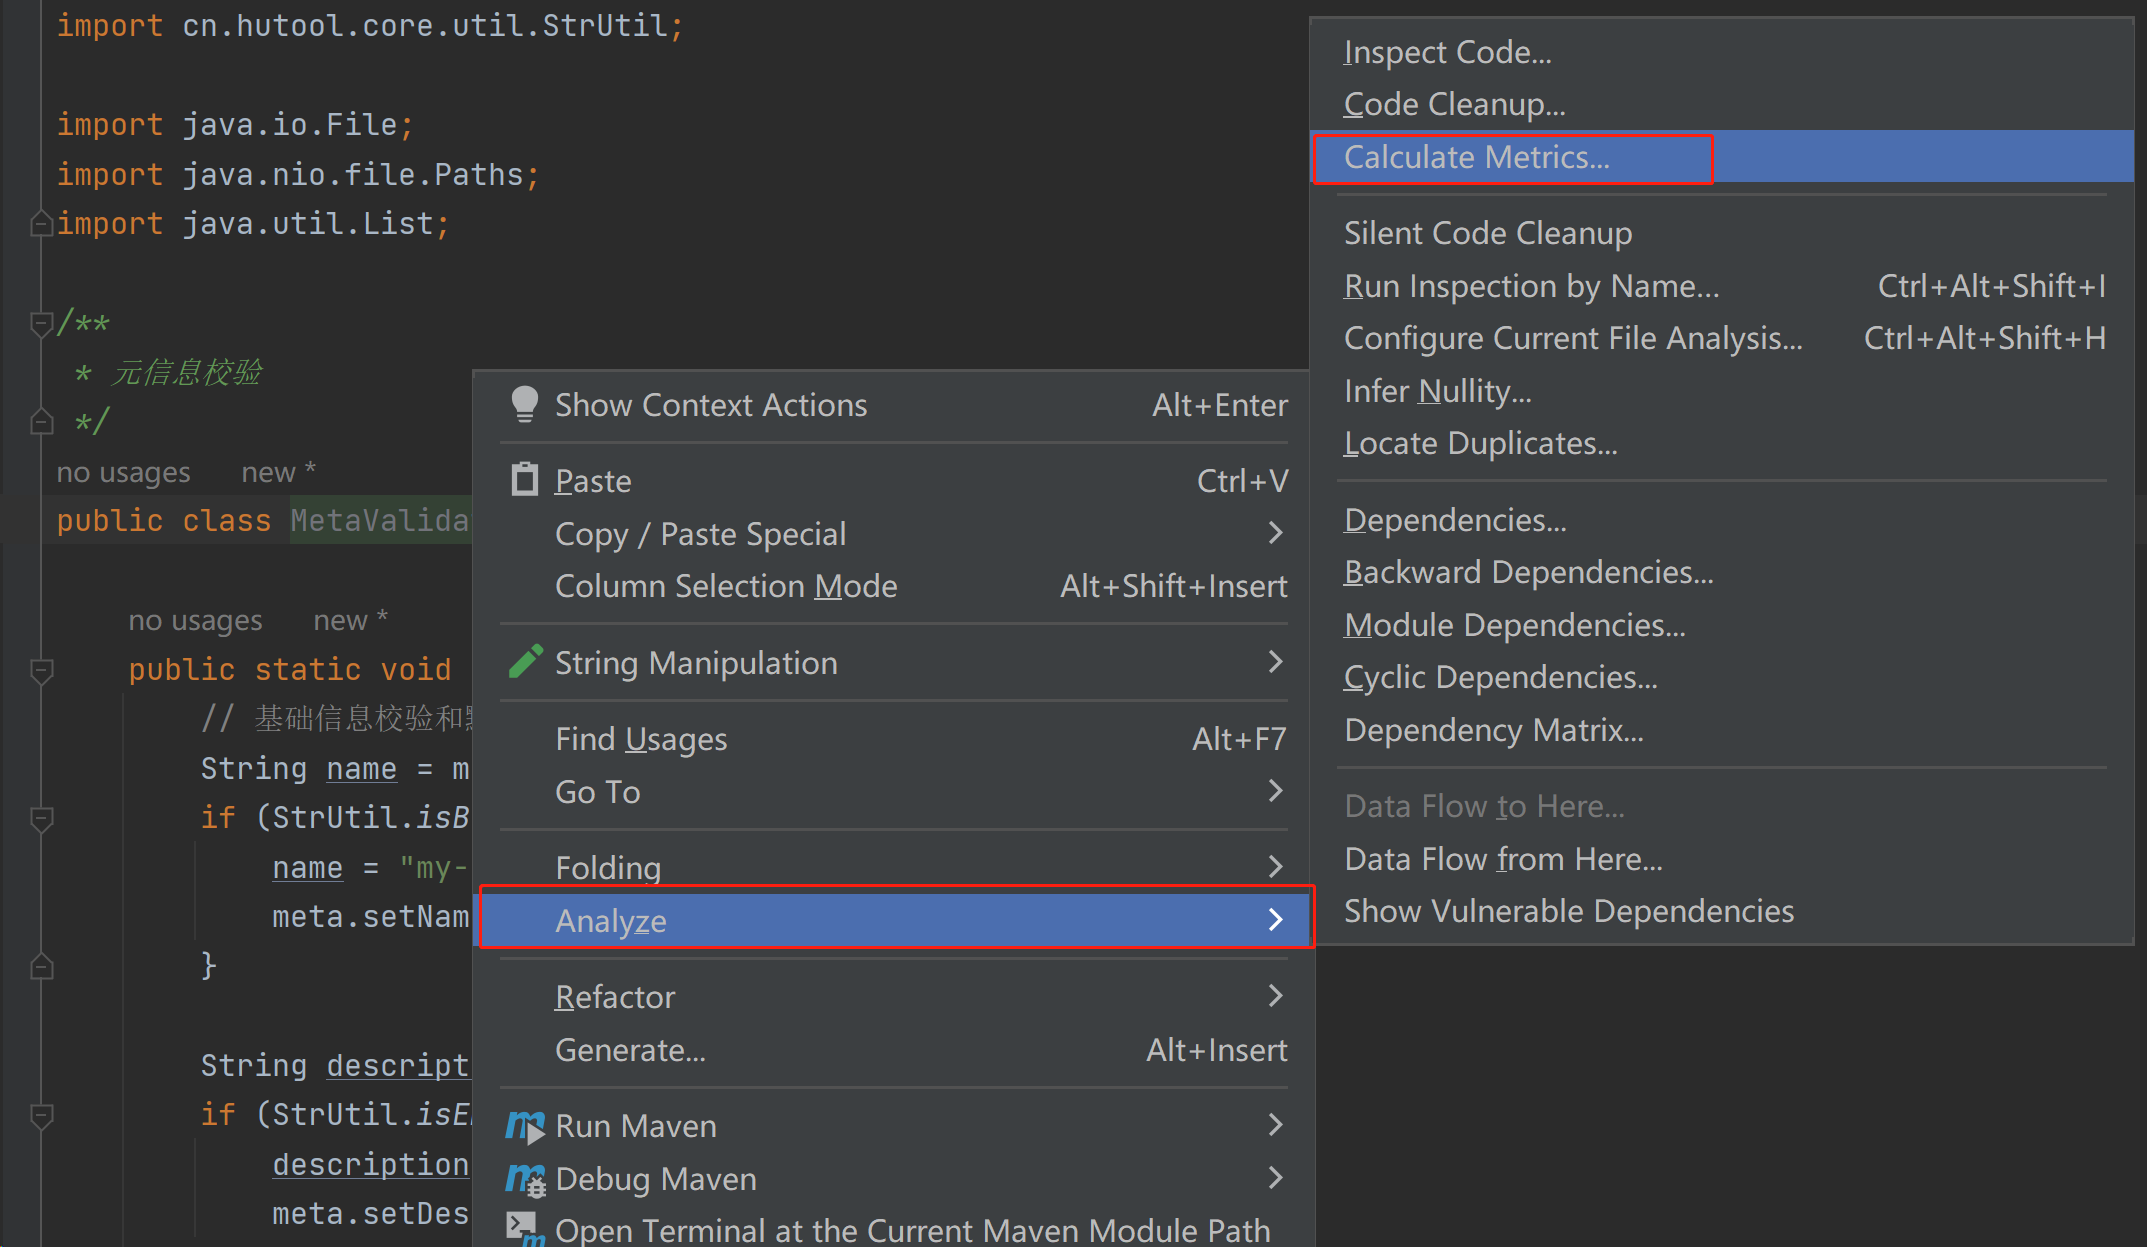 import cn.hutool.core.util.StrUtil;
import java.io.File;
import java.nio.file.Paths;
import java.util.List;
/**
* 元信息校验
*/
no usages new *
public class MetaValida
no usages new *
public static void
// 基础信息校验和
String name = m
if (StrUtil.isB
name = "my-
meta.setNam
}
String descript
if (StrUtil.isE
description
meta.setDes
Show Context Actions Alt+Enter
Paste Ctrl+V
Copy / Paste Special
Column Selection Mode Alt+Shift+Insert
String Manipulation
Find Usages Alt+F7
Go To
Folding
Analyze
Refactor
Generate... Alt+Insert
Run Maven
Debug Maven
Open Terminal at the Current Maven Module Path
Inspect Code...
Code Cleanup...
Calculate Metrics...
Silent Code Cleanup
Run Inspection by Name... Ctrl+Alt+Shift+I
Configure Current File Analysis... Ctrl+Alt+Shift+H
Infer Nullity...
Locate Duplicates...
Dependencies...
Backward Dependencies...
Module Dependencies...
Cyclic Dependencies...
Dependency Matrix...
Data Flow to Here...
Data Flow from Here...
Show Vulnerable Dependencies